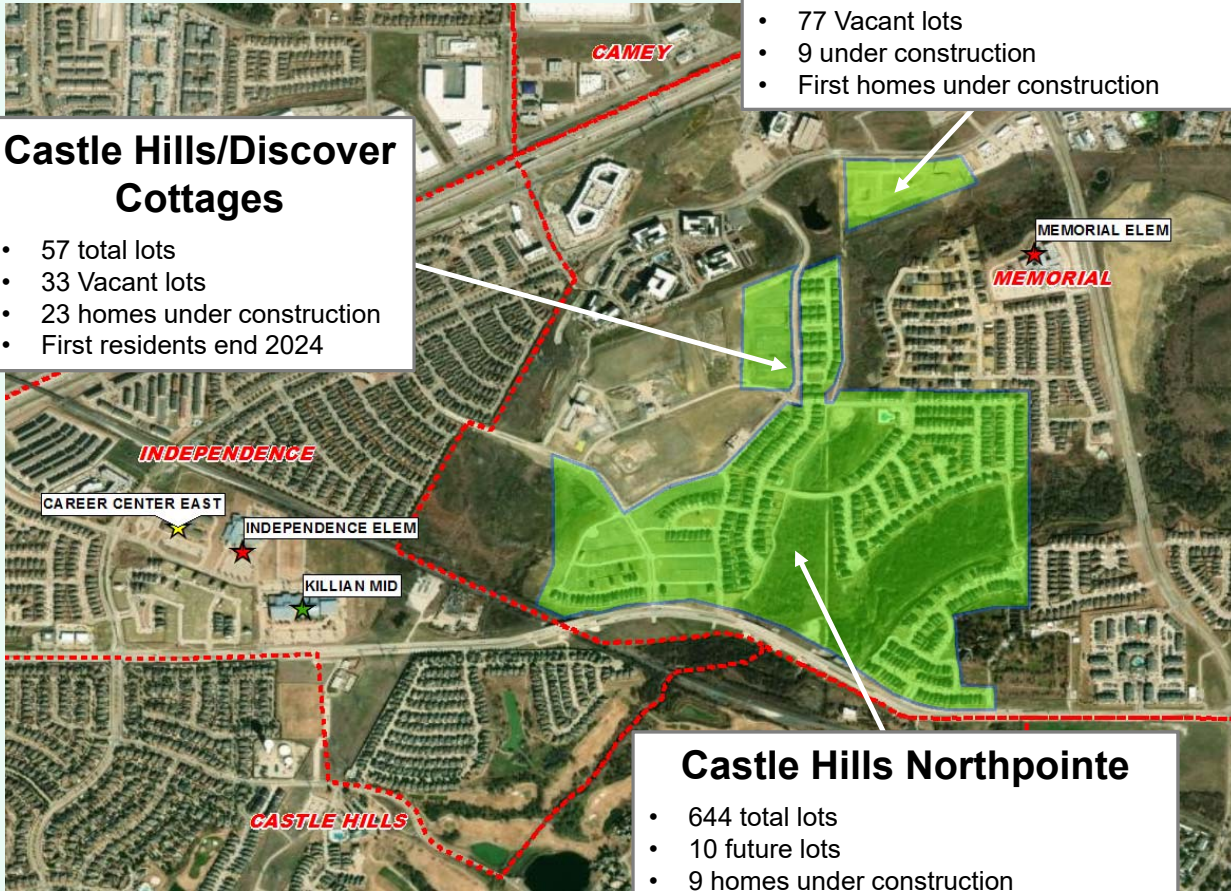 • 77 Vacant lots
• 9 under construction
• First homes under construction
CAMEY
Castle Hills/Discover
Cottages
• 57 total lots
• 33 Vacant lots
• 23 homes under construction
• First residents end 2024
MEMORIAL ELEM
MEMORIAL
INDEPENDENCE
CAREER CENTER EAST
INDEPENDENCE ELEM
KILLIAN MID
Castle Hills Northpointe
• 644 total lots
• 10 future lots
• 9 homes under construction
CASTLE HILLS